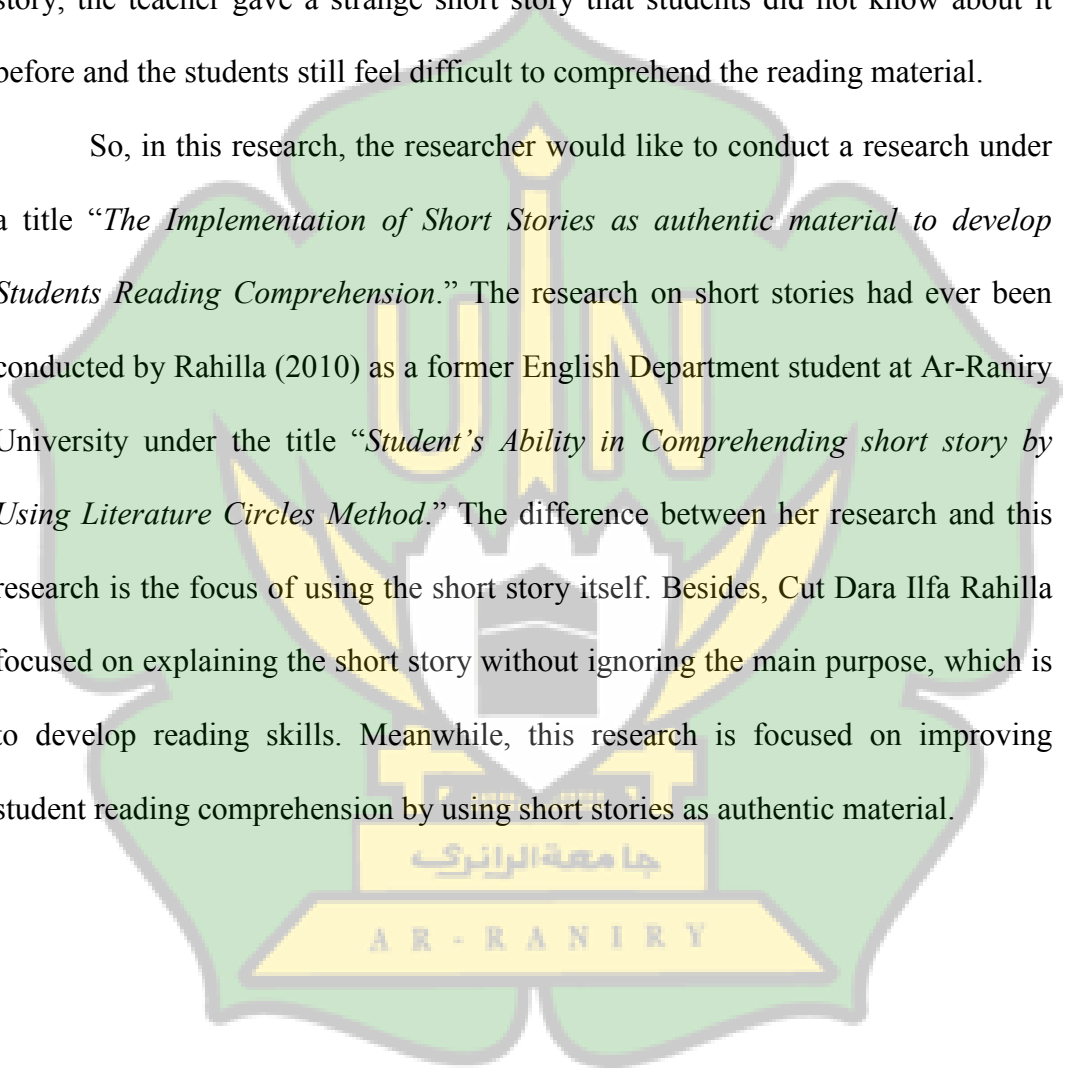 story, the teacher gave a strange short story that students did not know about it
before and the students still feel difficult to comprehend the reading material.
So, in this research, the researcher would like to conduct a research under
a title “The Implementation of Short Stories as authentic material to develop
Students Reading Comprehension.” The research on short stories had ever been
conducted by Rahilla (2010) as a former English Department student at Ar-Raniry
University under the title “Student’s Ability in Comprehending short story by
Using Literature Circles Method.” The difference between her research and this
research is the focus of using the short story itself. Besides, Cut Dara Ilfa Rahilla
focused on explaining the short story without ignoring the main purpose, which is
to develop reading skills. Meanwhile, this research is focused on improving
student reading comprehension by using short stories as authentic material.
UIN
جامعة الرانري
AR-RANIRY